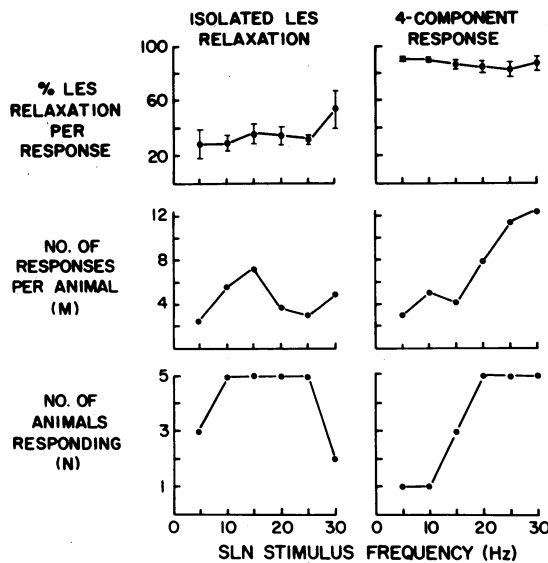 ISOLATED LES
RELAXATION
4-COMPONENT
RESPONSE
% LES
RELAXATION
PER
RESPONSE
100
60
20
NO. OF
RESPONSES
PER ANIMAL
(M)
12
8
4
NO. OF
ANIMALS
RESPONDING
(N)
5
3
1
0 10 20 30 0 10 20 30
SLN STIMULUS FREQUENCY (Hz)